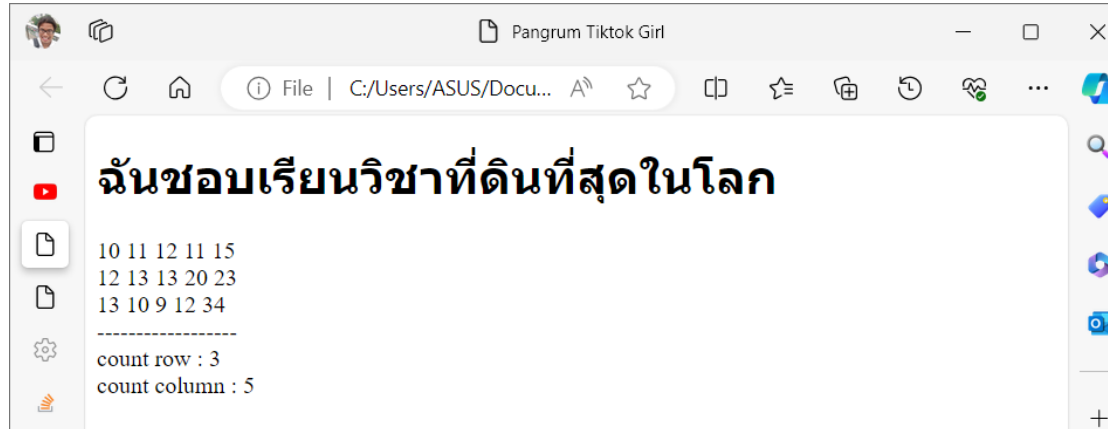 Pangrum Tiktok Girl
File | C:/Users/ASUS/Docu...
ฉันชอบเรียนวิชาที่ดินที่สุดในโลก
10 11 12 11 15
12 13 13 20 23
13 10 9 12 34
------------------
count row : 3
count column : 5